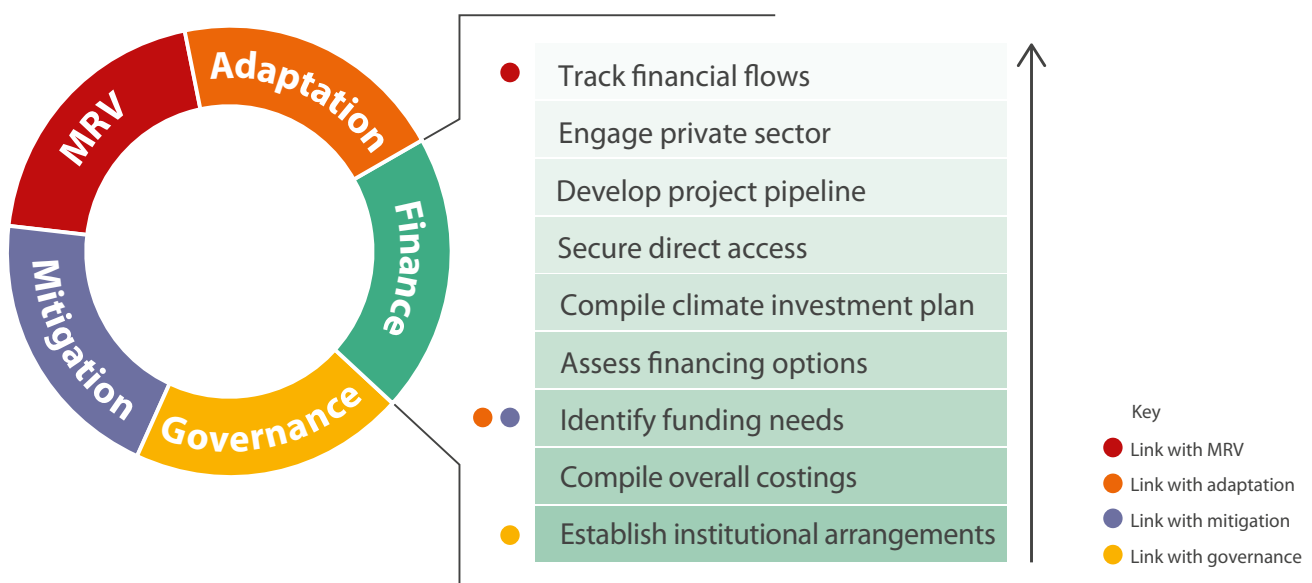 MRV
Adaptation
Finance
Governance
Mitigation
Track financial flows
Engage private sector
Develop project pipeline
Secure direct access
Compile climate investment plan
Assess financing options
Identify funding needs
Compile overall costings
Establish institutional arrangements
Key
Link with MRV
Link with adaptation
Link with mitigation
Link with governance